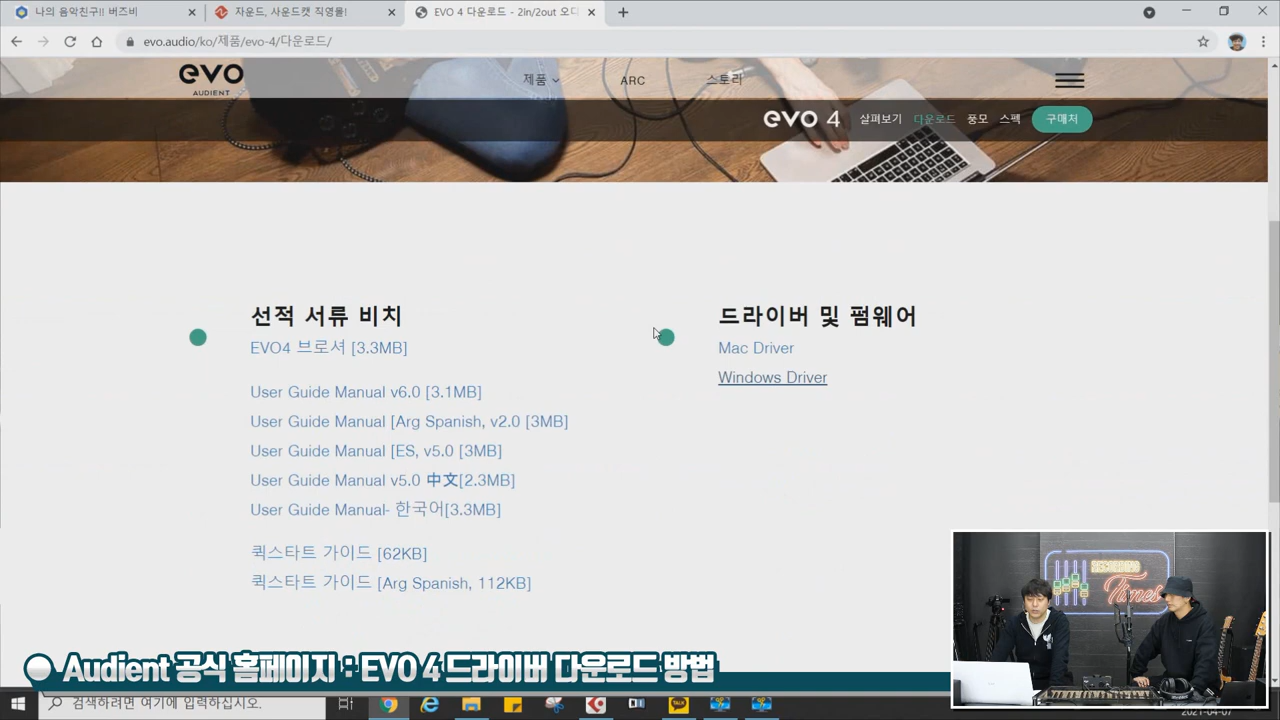 나의 음악친구!! 버즈비
자운드, 사운드캣 직영몰!
EVO 4 다운로드 - 2in/2out 오디
evo.audio/ko/제품/evo-4/다운로드/
evo
AUDIENT
제품
ARC
스토리
evo 4
살펴보기
다운로드
풍모
스펙
구매처
선적 서류 비치
EVO4 브로셔 [3.3MB]
User Guide Manual v6.0 [3.1MB]
User Guide Manual [Arg Spanish, v2.0 [3MB]
User Guide Manual [ES, v5.0 [3MB]
User Guide Manual v5.0 中文[2.3MB]
User Guide Manual- 한국어[3.3MB]
퀵스타트 가이드 [62KB]
퀵스타트 가이드 [Arg Spanish, 112KB]
드라이버 및 펌웨어
Mac Driver
Windows Driver
Times
Audient 공식 홈페이지 : EVO 4 드라이버 다운로드 방법
검색하려면 여기에 입력하십시오.
TALK
2021-04-07